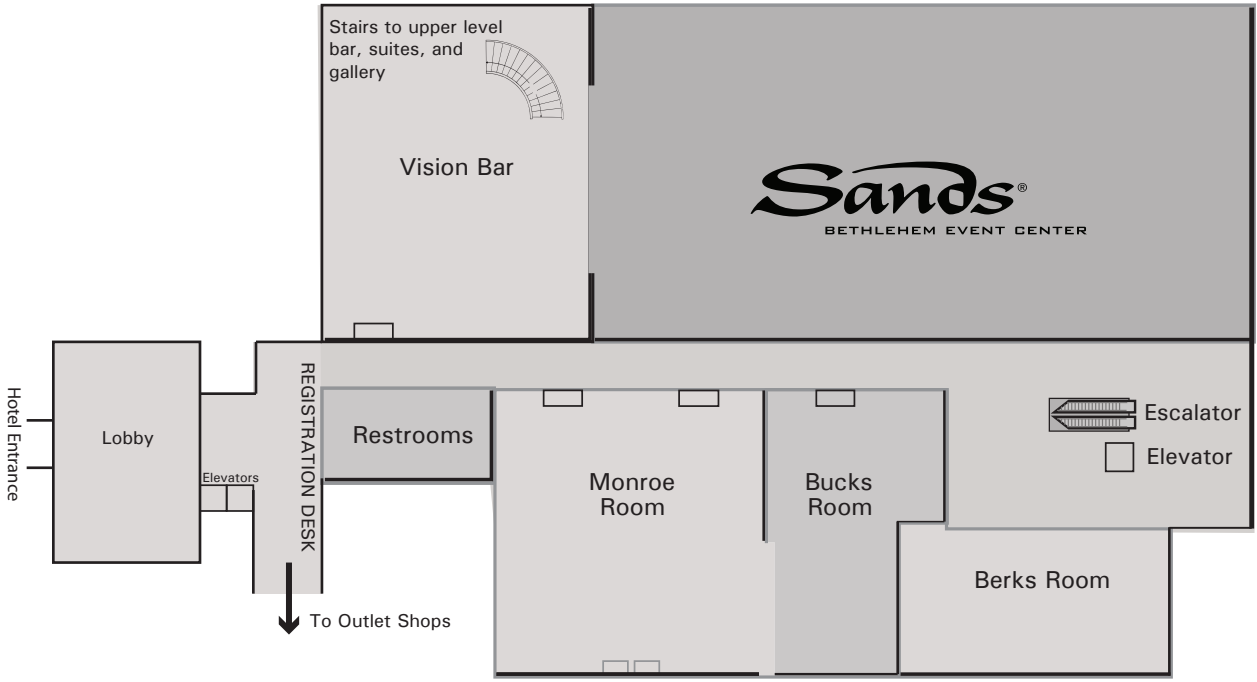 Stairs to upper level
bar, suites, and
gallery
Vision Bar
Sands®
BETHLEHEM EVENT CENTER
Hotel Entrance
Lobby
Elevators
REGISTRATION DESK
Restrooms
Monroe
Room
Bucks
Room
Escalator
Elevator
Berks Room
To Outlet Shops